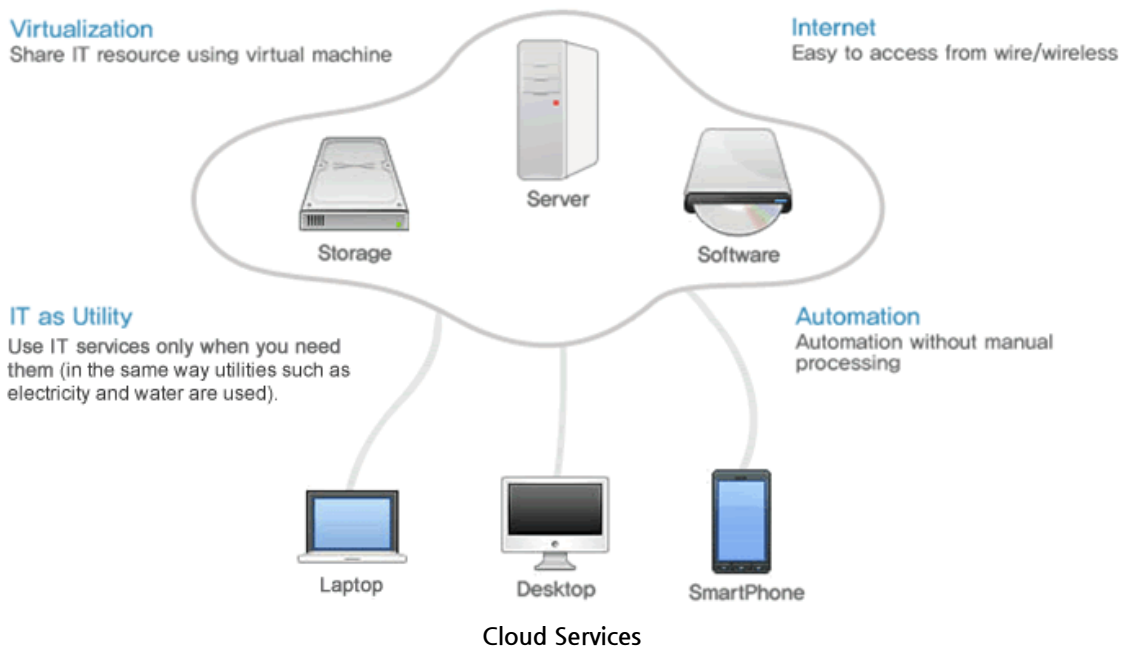 Virtualization
Share IT resource using virtual machine
Internet
Easy to access from wire/wireless
Server
Storage
Software
IT as Utility
Use IT services only when you need
them (in the same way utilities such as
electricity and water are used).
Automation
Automation without manual
processing
Laptop
Desktop
SmartPhone
Cloud Services